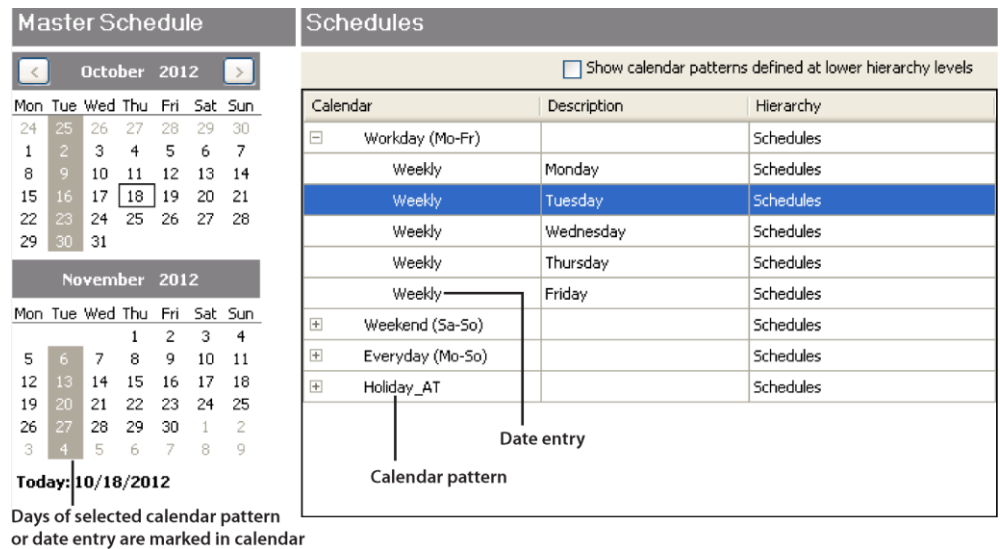 Master Schedule
October 2012
Mon Tue Wed Thu Fri Sat Sun
24 25 26 27 28 29 30
1 2 3 4 5 6 7
8 9 10 11 12 13 14
15 16 17 18 19 20 21
22 23 24 25 26 27 28
29 30 31
November 2012
Mon Tue Wed Thu Fri Sat Sun
1 2 3 4
5 6 7 8 9 10 11
12 13 14 15 16 17 18
19 20 21 22 23 24 25
26 27 28 29 30 1 2
3 4 5 6 7 8 9
Today: 10/18/2012
Days of selected calendar pattern
or date entry are marked in calendar
Schedules
Show calendar patterns defined at lower hierarchy levels
Calendar Description Hierarchy
Workday (Mo-Fr) Schedules
Weekly Monday Schedules
Weekly Tuesday Schedules
Weekly Wednesday Schedules
Weekly Thursday Schedules
Weekly Friday Schedules
Weekend (Sa-So) Schedules
Everyday (Mo-So) Schedules
Holiday_AT Schedules
Date entry
Calendar pattern